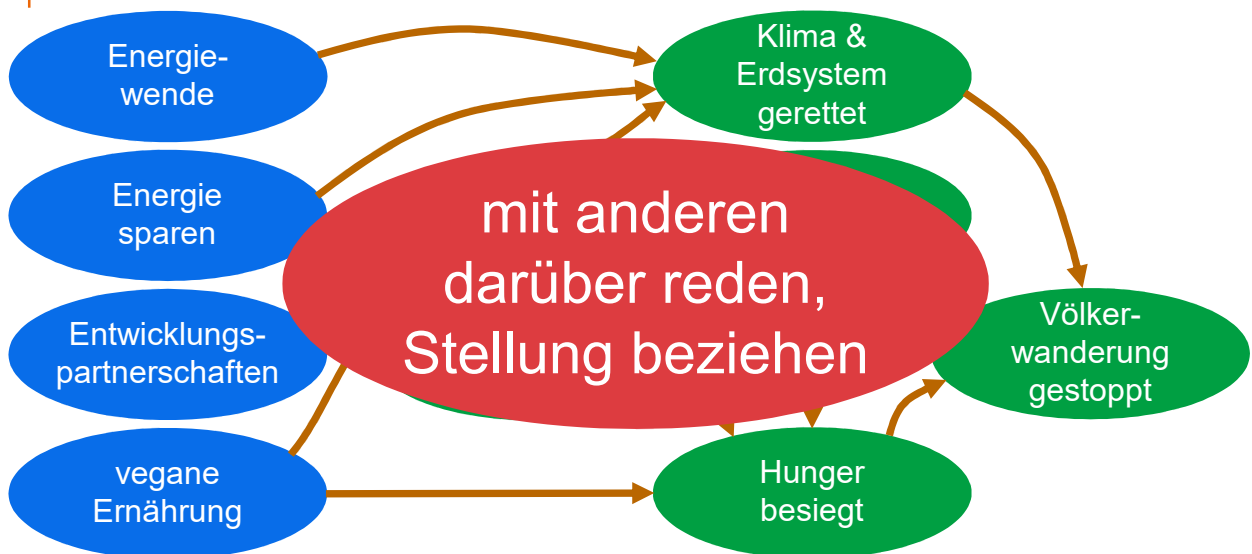 Energie-
wende
Klima &
Erdsystem
gerettet
Energie
sparen
mit anderen
darüber reden,
Stellung beziehen
Entwicklungs-
partnerschaften
Völker-
wanderung
gestoppt
vegane
Ernährung
Hunger
besiegt